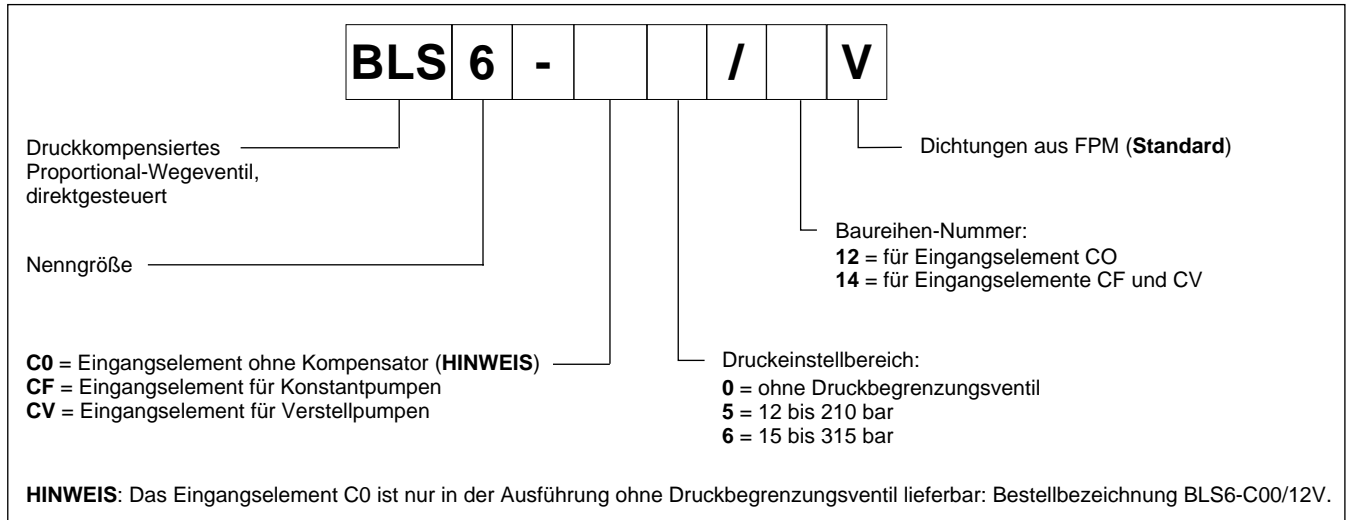 BLS 6 - / V
Druckkompensiertes
Proportional-Wegeventil,
direktgesteuert
Dichtungen aus FPM (Standard)
Nenngröße
Baureihen-Nummer:
12 = für Eingangselement CO
14 = für Eingangselemente CF und CV
C0 = Eingangselement ohne Kompensator (HINWEIS)
CF = Eingangselement für Konstantpumpen
CV = Eingangselement für Verstellpumpen
Druckeinstellbereich:
0 = ohne Druckbegrenzungsventil
5 = 12 bis 210 bar
6 = 15 bis 315 bar
HINWEIS: Das Eingangselement C0 ist nur in der Ausführung ohne Druckbegrenzungsventil lieferbar: Bestellbezeichnung BLS6-C00/12V.